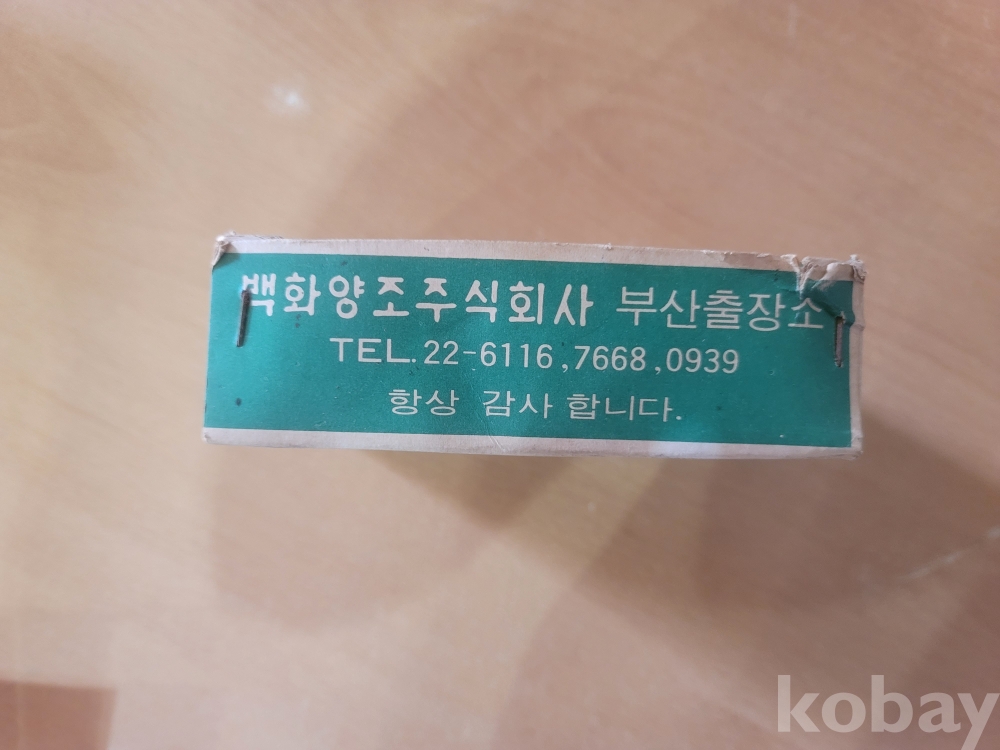 백화양조주식회사 부산출장소
TEL. 22-6116,7668,0939
항상 감사 합니다.
kobay